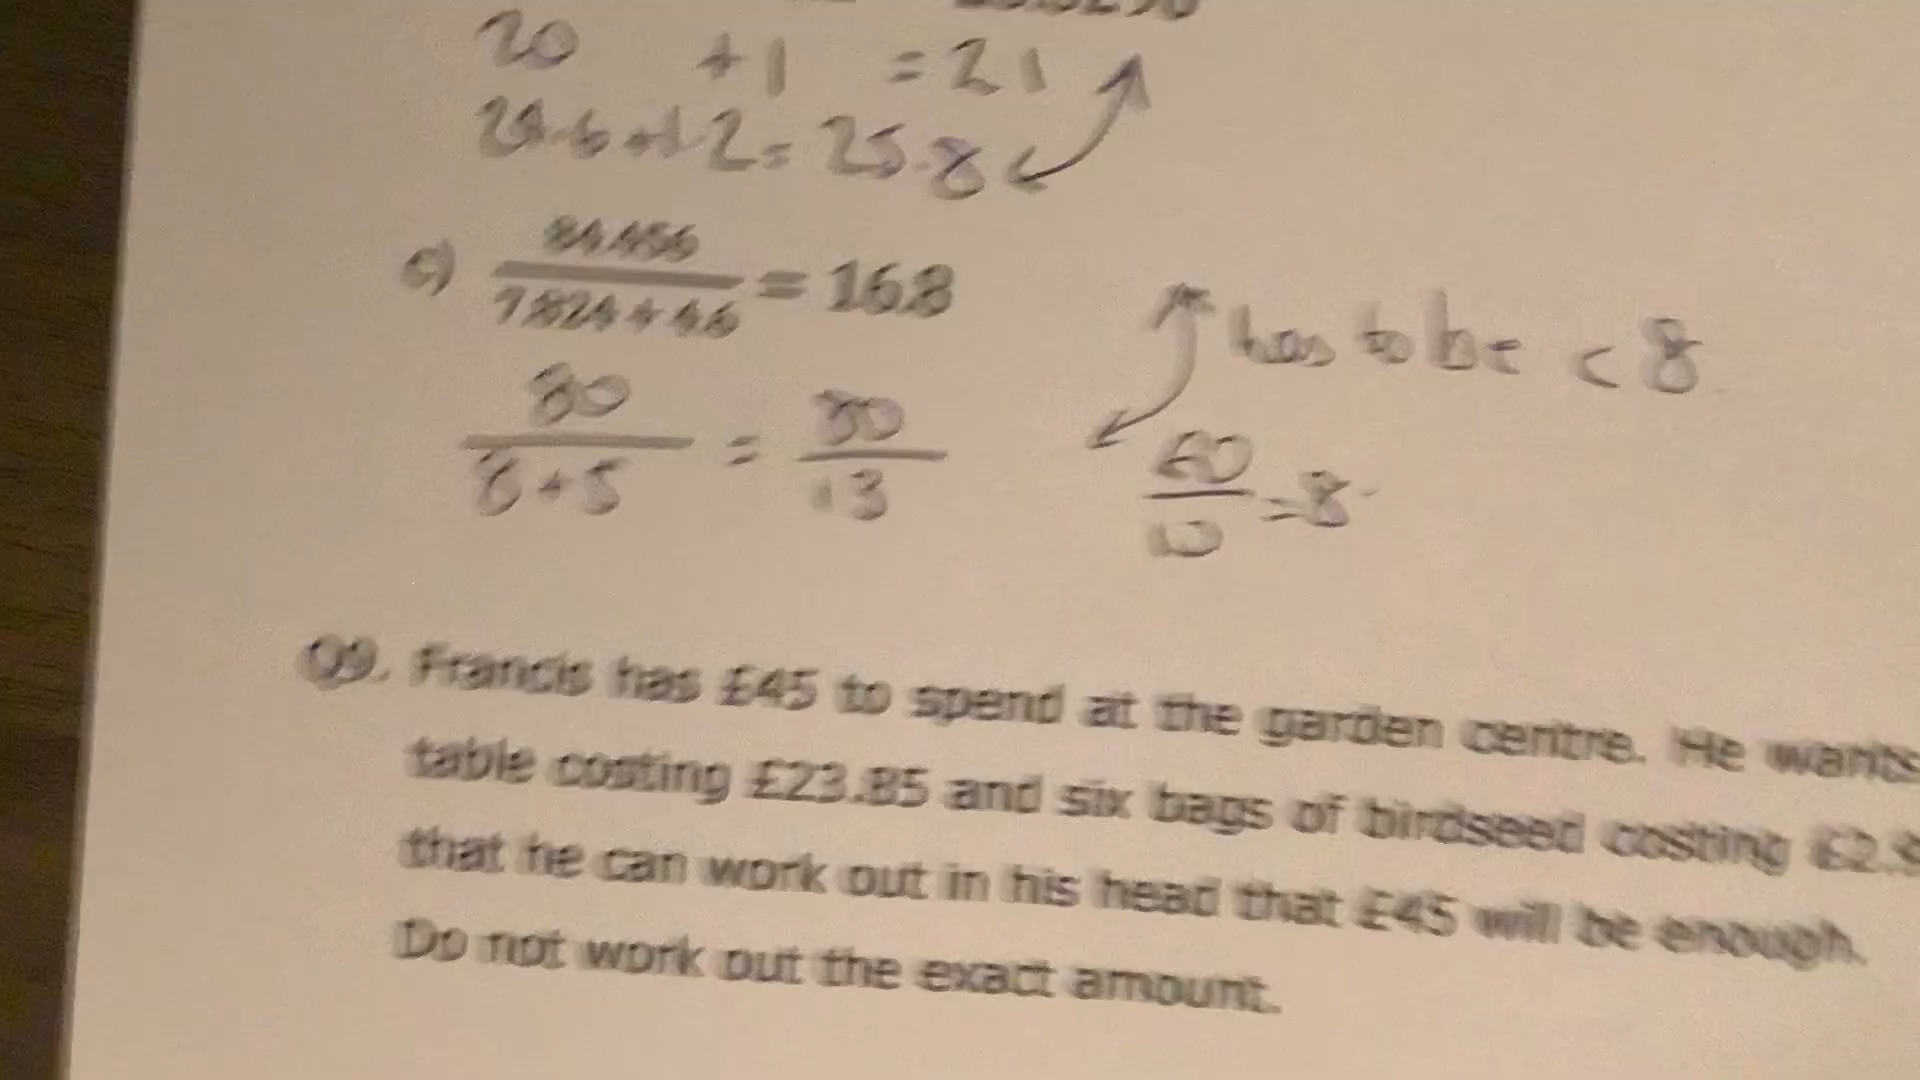 20 +1 =21
25.8
c) 84.456 / 7.824 + 4.6 = 16.8
has to be < 8
80 / 8+5 = 80 / 13
80 / 10 = 8
Q9. Francis has £45 to spend at the garden centre. He wants
table costing £23.85 and six bags of birdseed costing £2.9
that he can work out in his head that £45 will be enough.
Do not work out the exact amount.